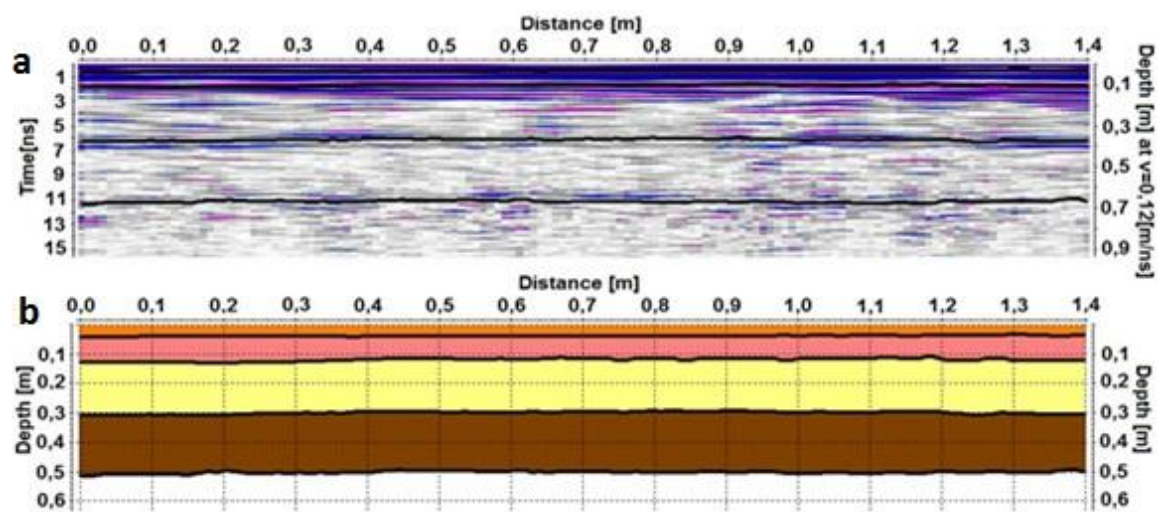 Distance [m]
0,0 0,1 0,2 0,3 0,4 0,5 0,6 0,7 0,8 0,9 1,0 1,1 1,2 1,3 1,4
a
Time[ns]
1
3
5
7
9
11
13
15
0,1
0,3
0,5
0,7
0,9
Depth [m] at v=0,12[m/ns]
Distance [m]
0,0 0,1 0,2 0,3 0,4 0,5 0,6 0,7 0,8 0,9 1,0 1,1 1,2 1,3 1,4
b
Depth [m]
0,1
0,2
0,3
0,4
0,5
0,6
0,1
0,2
0,3
0,4
0,5
0,6
Depth [m]